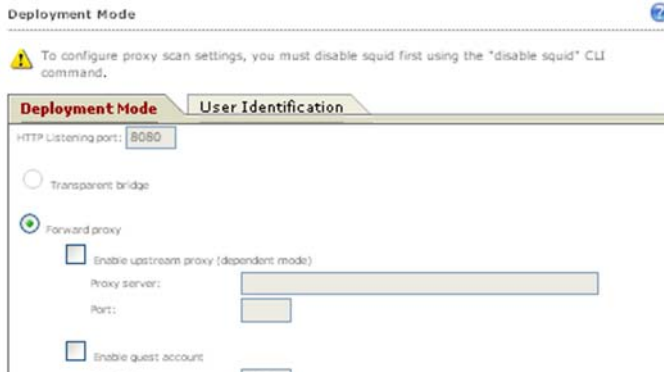 Deployment Mode
To configure proxy scan settings, you must disable squid first using the "disable squid" CLI
command.
Deployment Mode
User Identification
HTTP Listening port: 8080
Transparent bridge
Forward proxy
Enable upstream proxy (dependent mode)
Proxy server:
Port:
Enable guest account